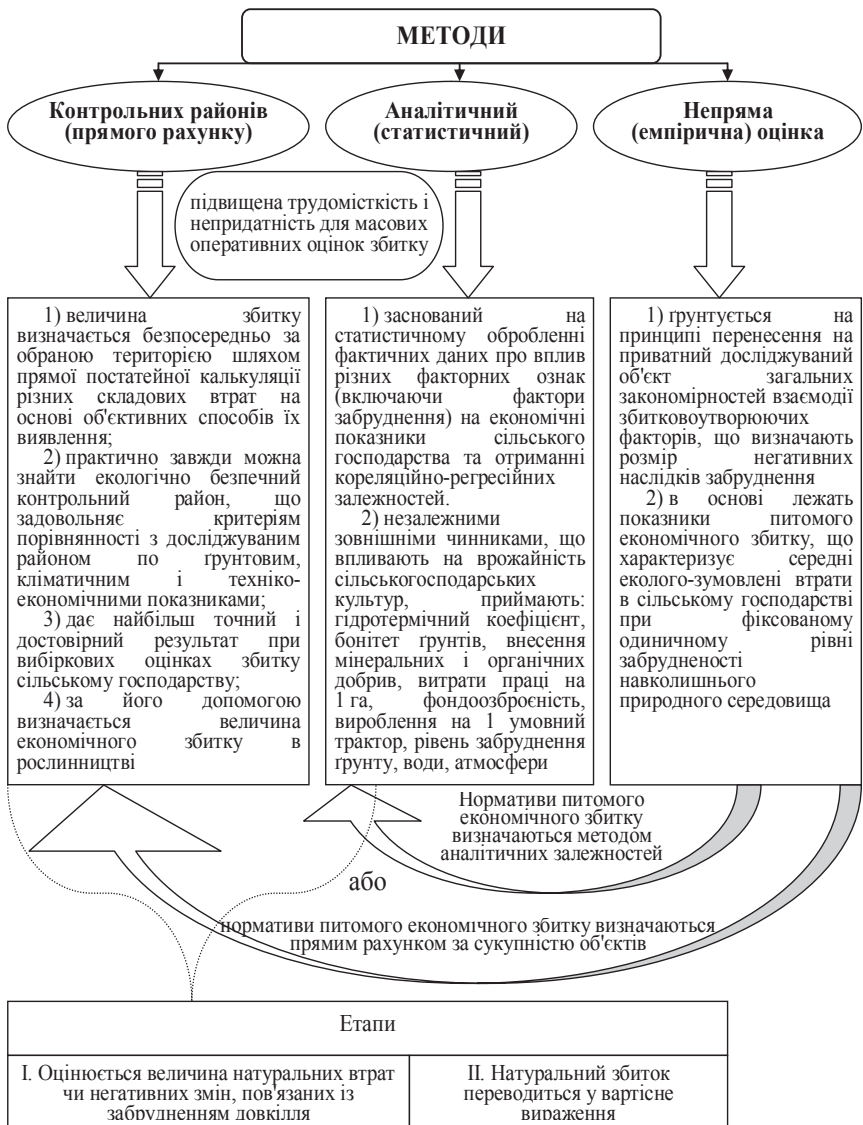 МЕТОДИ
Контрольних районів
(прямого рахунку)
Аналітичний
(статистичний)
Непряма
(емпірична) оцінка
підвищена трудомісткість і
непридатність для масових
оперативних оцінок збитку
1) величина збитку
визначається безпосередньо за
обраною територією шляхом
прямої постатейної калькуляції
різних складових втрат на
основі об'єктивних способів їх
виявлення;
2) практично завжди можна
знайти екологічно безпечний
контрольний район, що
задовольняє критеріям
порівнянності з досліджуваним
районом по ґрунтовим,
кліматичним і техніко-
економічними показниками;
3) дає найбільш точний і
достовірний результат при
вибіркових оцінках збитку
сільському господарству;
4) за його допомогою
визначається величина
економічного збитку в
рослинництві
1) заснований на
статистичному обробленні
фактичних даних про вплив
різних факторних ознак
(включаючи фактори
забруднення) на економічні
показники сільського
господарства та отриманні
кореляційно-регресійних
залежностей.
2) незалежними
зовнішніми чинниками, що
впливають на врожайність
сільськогосподарських
культур, приймають:
гідротермічний коефіцієнт,
бонітет ґрунтів, внесення
мінеральних і органічних
добрив, витрати праці на
1 га, фондоозброєність,
вироблення на 1 умовний
трактор, рівень забруднення
ґрунту, води, атмосфери
1) ґрунтується на
принципі перенесення на
приватний досліджуваний
об'єкт загальних
закономірностей взаємодії
збитковоутворюючих
факторів, що визначають
розмір негативних
наслідків забруднення
2) в основі лежать
показники питомого
економічного збитку, що
характеризує середні
еколого-зумовлені втрати
в сільському господарстві
при фіксованому
одиничному рівні
забрудненості
навколишнього
природного середовища
Нормативи питомого
економічного збитку
визначаються методом
аналітичних залежностей
або
нормативи питомого економічного збитку визначаються
прямим рахунком за сукупністю об'єктів
Етапи
І. Оцінюється величина натуральних втрат
чи негативних змін, пов'язаних із
забрудненням довкілля
ІІ. Натуральний збиток
переводиться у вартісне
вираження